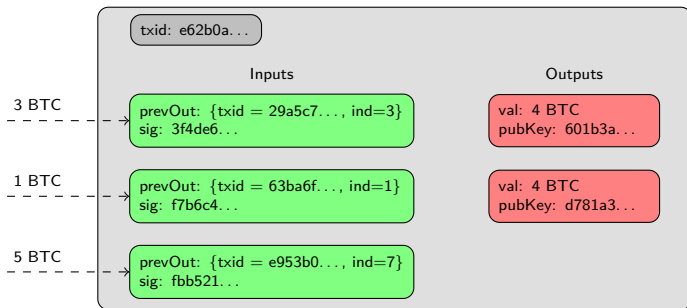 txid: e62b0a...
Inputs
Outputs
3 BTC
prevOut: {txid = 29a5c7..., ind=3}
sig: 3f4de6...
val: 4 BTC
pubKey: 601b3a...
1 BTC
prevOut: {txid = 63ba6f..., ind=1}
sig: f7b6c4...
val: 4 BTC
pubKey: d781a3...
5 BTC
prevOut: {txid = e953b0..., ind=7}
sig: fbb521...